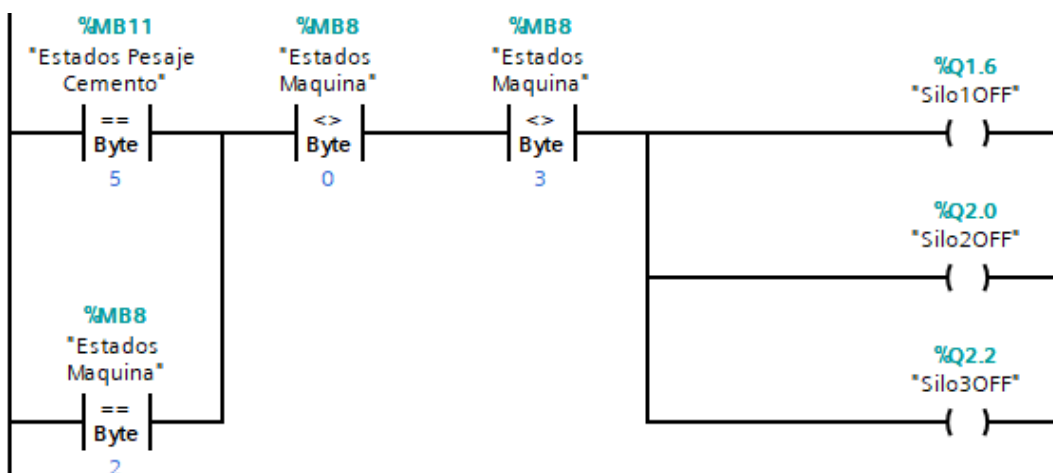 %MB11
"Estados Pesaje
Cemento"
==
Byte
5
%MB8
"Estados
Maquina"
<>
Byte
0
%MB8
"Estados
Maquina"
<>
Byte
3
%Q1.6
"Silo1OFF"
%Q2.0
"Silo2OFF"
%Q2.2
"Silo3OFF"
%MB8
"Estados
Maquina"
==
Byte
2